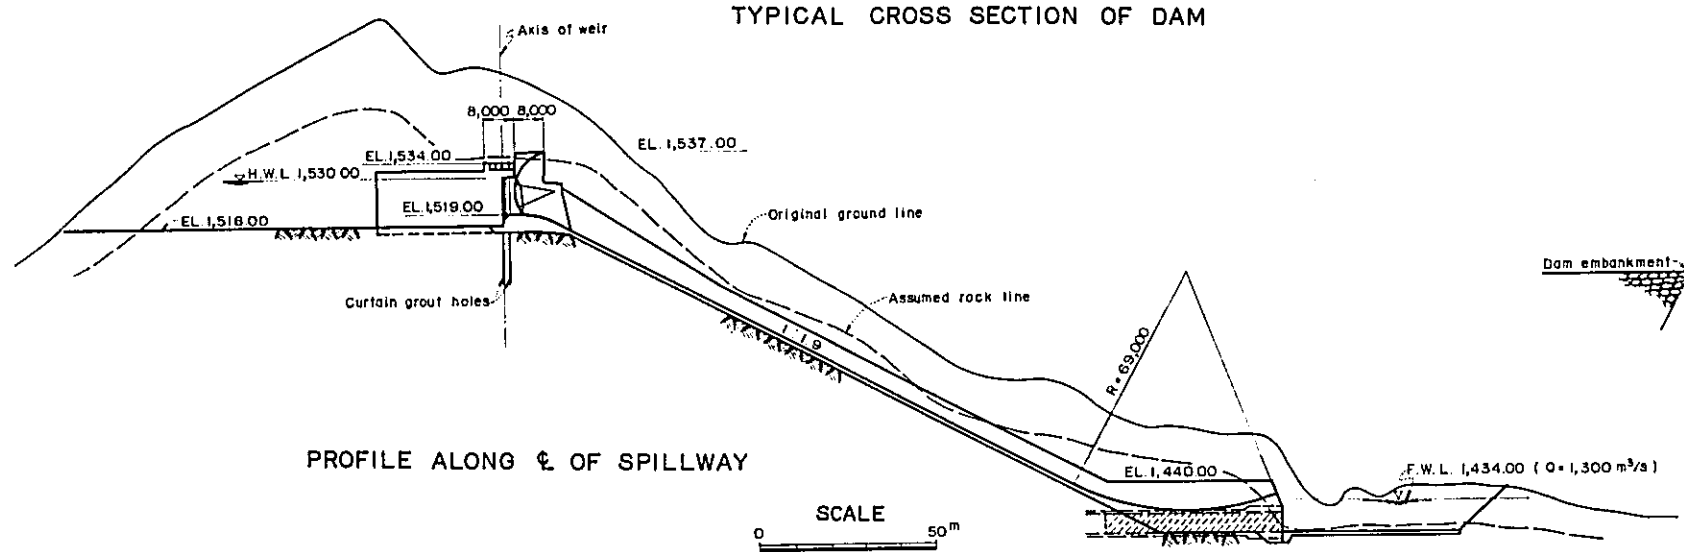 TYPICAL CROSS SECTION OF DAM
Axis of weir
8,000 8,000
EL. 1,534.00
EL. 1,537.00
H.W.L. 1,530.00
EL. 1,519.00
EL. 1,518.00
Original ground line
Dam embankment
Curtain grout holes
Assumed rock line
1 : 1.9
R = 69,000
PROFILE ALONG ℄ OF SPILLWAY
EL. 1,440.00
F.W.L. 1,434.00 ( Q = 1,300 m³/s )
SCALE
0 50 m